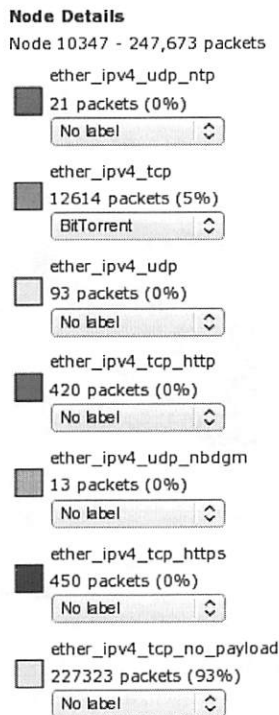 Node Details
Node 10347 - 247,673 packets
ether_ipv4_udp_ntp
21 packets (0%)
No label
ether_ipv4_tcp
12614 packets (5%)
BitTorrent
ether_ipv4_udp
93 packets (0%)
No label
ether_ipv4_tcp_http
420 packets (0%)
No label
ether_ipv4_udp_nbdgm
13 packets (0%)
No label
ether_ipv4_tcp_https
450 packets (0%)
No label
ether_ipv4_tcp_no_payload
227323 packets (93%)
No label